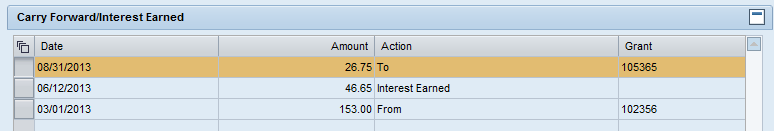 Carry Forward/Interest Earned
Date Amount Action Grant
08/31/2013 26.75 To 105365
06/12/2013 46.65 Interest Earned
03/01/2013 153.00 From 102356